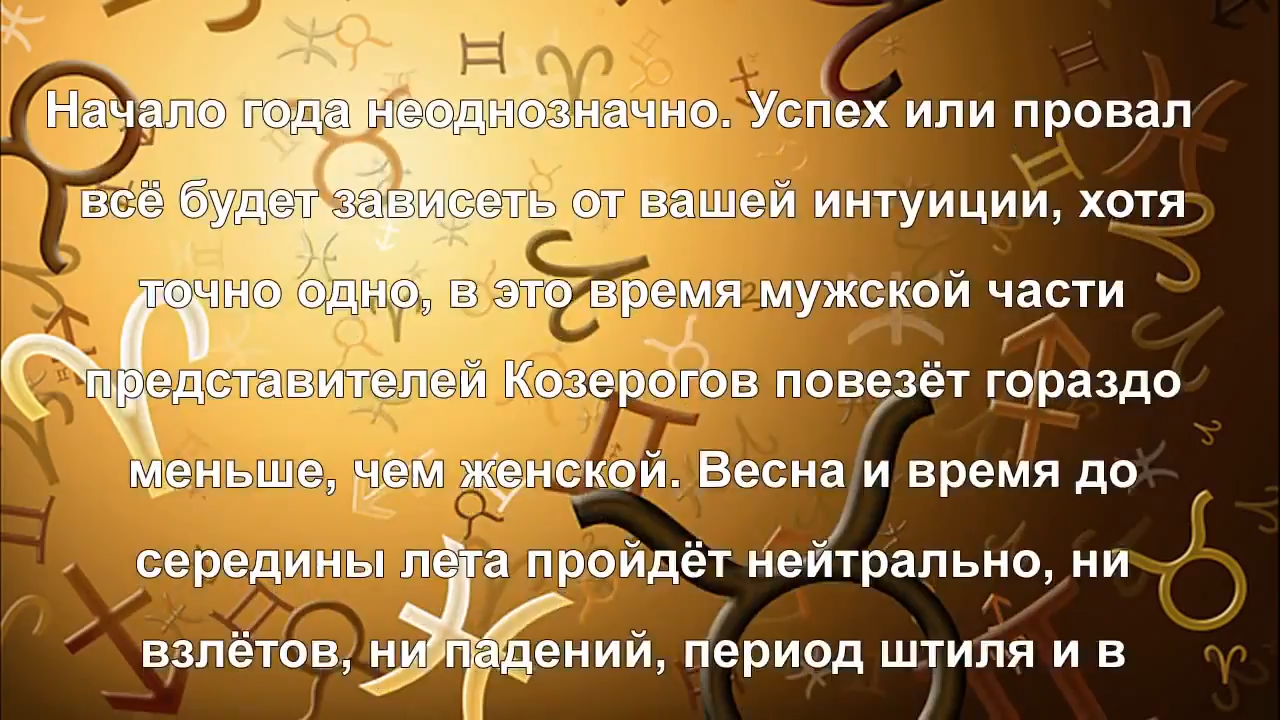 Начало года неоднозначно. Успех или провал
всё будет зависеть от вашей интуиции, хотя
точно одно, в это время мужской части
представителей Козерогов повезёт гораздо
меньше, чем женской. Весна и время до
середины лета пройдёт нейтрально, ни
взлётов, ни падений, период штиля и в